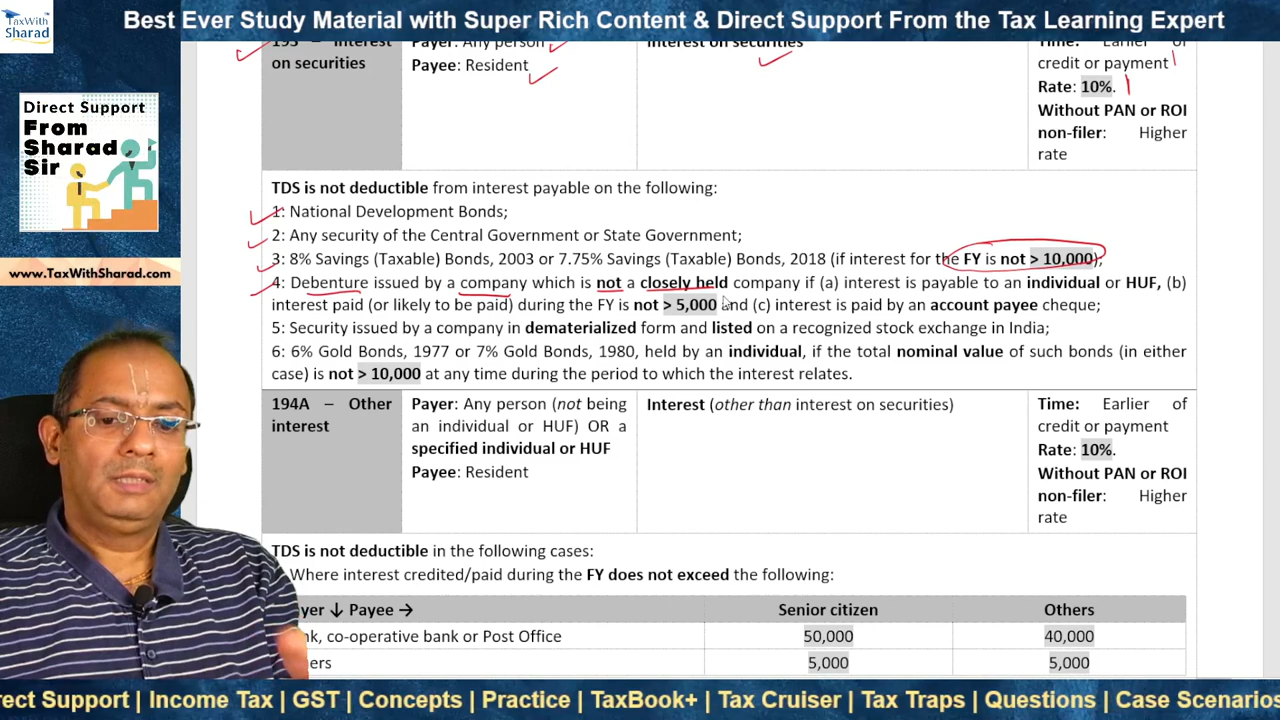 Best Ever Study Material with Super Rich Content & Direct Support From the Tax Learning Expert
TaxWith
Sharad
Direct Support
From
Sharad
Sir
www.TaxWithSharad.com
193 – Interest
on securities
Payer: Any person
Payee: Resident
Interest on securities
Time: Earlier of
credit or payment
Rate: 10%.
Without PAN or ROI
non-filer: Higher
rate
TDS is not deductible from interest payable on the following:
1: National Development Bonds;
2: Any security of the Central Government or State Government;
3: 8% Savings (Taxable) Bonds, 2003 or 7.75% Savings (Taxable) Bonds, 2018 (if interest for the FY is not > 10,000);
4: Debenture issued by a company which is not a closely held company if (a) interest is payable to an individual or HUF, (b)
interest paid (or likely to be paid) during the FY is not > 5,000 and (c) interest is paid by an account payee cheque;
5: Security issued by a company in dematerialized form and listed on a recognized stock exchange in India;
6: 6% Gold Bonds, 1977 or 7% Gold Bonds, 1980, held by an individual, if the total nominal value of such bonds (in either
case) is not > 10,000 at any time during the period to which the interest relates.
194A – Other
interest
Payer: Any person (not being
an individual or HUF) OR a
specified individual or HUF
Payee: Resident
Interest (other than interest on securities)
Time: Earlier of
credit or payment
Rate: 10%.
Without PAN or ROI
non-filer: Higher
rate
TDS is not deductible in the following cases:
Where interest credited/paid during the FY does not exceed the following:
yer ↓ Payee → Senior citizen Others
nk, co-operative bank or Post Office 50,000 40,000
ers 5,000 5,000
rect Support | Income Tax | GST | Concepts | Practice | TaxBook+ | Tax Cruiser | Tax Traps | Questions | Case Scenarios